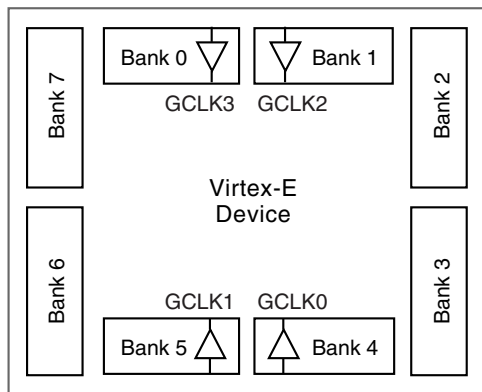 Bank 0
Bank 1
GCLK3
GCLK2
Bank 7
Bank 2
Virtex-E
Device
Bank 6
Bank 3
GCLK1
GCLK0
Bank 5
Bank 4